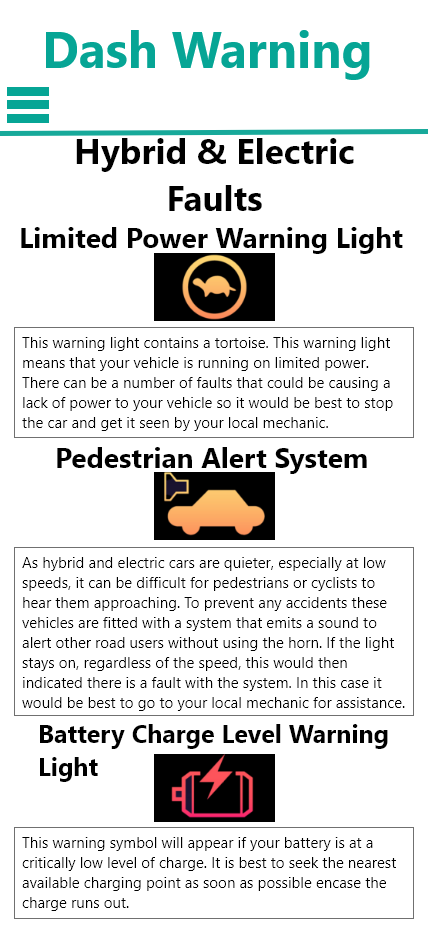 Dash Warning
Hybrid & Electric
Faults
Limited Power Warning Light
This warning light contains a tortoise. This warning light
means that your vehicle is running on limited power.
There can be a number of faults that could be causing a
lack of power to your vehicle so it would be best to stop
the car and get it seen by your local mechanic.
Pedestrian Alert System
As hybrid and electric cars are quieter, especially at low
speeds, it can be difficult for pedestrians or cyclists to
hear them approaching. To prevent any accidents these
vehicles are fitted with a system that emits a sound to
alert other road users without using the horn. If the light
stays on, regardless of the speed, this would then
indicated there is a fault with the system. In this case it
would be best to go to your local mechanic for assistance.
Battery Charge Level Warning
Light
This warning symbol will appear if your battery is at a
critically low level of charge. It is best to seek the nearest
available charging point as soon as possible encase the
charge runs out.